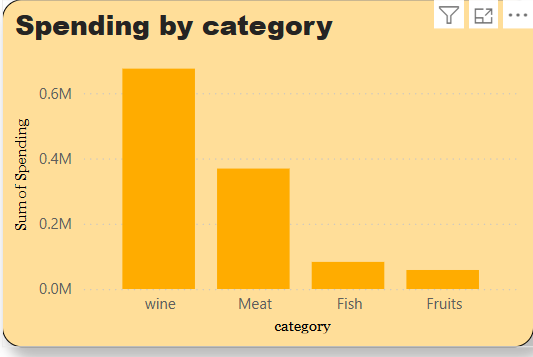 Spending by category
0.6M
0.4M
0.2M
0.0M
Sum of Spending
wine Meat Fish Fruits
category